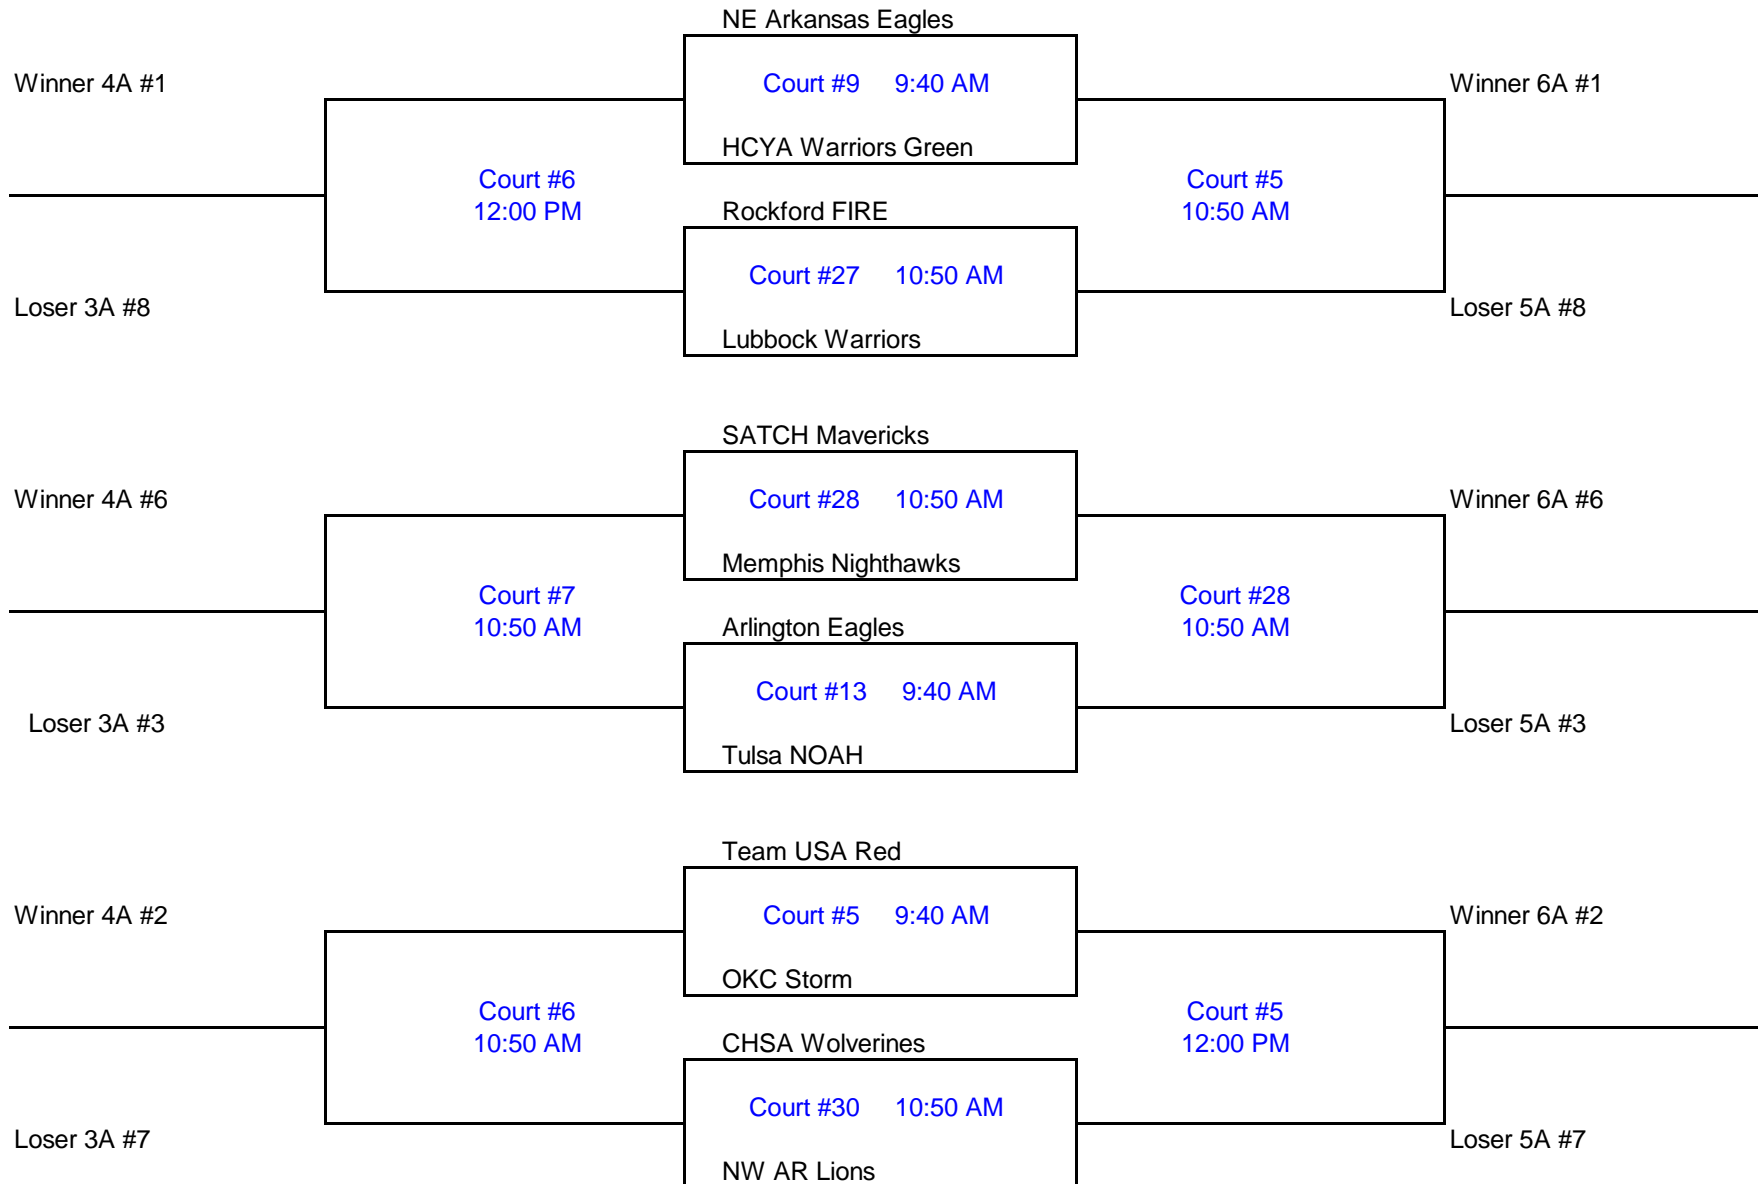 NE Arkansas Eagles
Winner 4A #1
Court #9 9:40 AM
Winner 6A #1
HCYA Warriors Green
Court #6
12:00 PM
Court #5
10:50 AM
Rockford FIRE
Court #27 10:50 AM
Loser 3A #8
Loser 5A #8
Lubbock Warriors
SATCH Mavericks
Winner 4A #6
Court #28 10:50 AM
Winner 6A #6
Memphis Nighthawks
Court #7
10:50 AM
Court #28
10:50 AM
Arlington Eagles
Court #13 9:40 AM
Loser 3A #3
Loser 5A #3
Tulsa NOAH
Team USA Red
Winner 4A #2
Court #5 9:40 AM
Winner 6A #2
OKC Storm
Court #6
10:50 AM
Court #5
12:00 PM
CHSA Wolverines
Court #30 10:50 AM
Loser 3A #7
Loser 5A #7
NW AR Lions